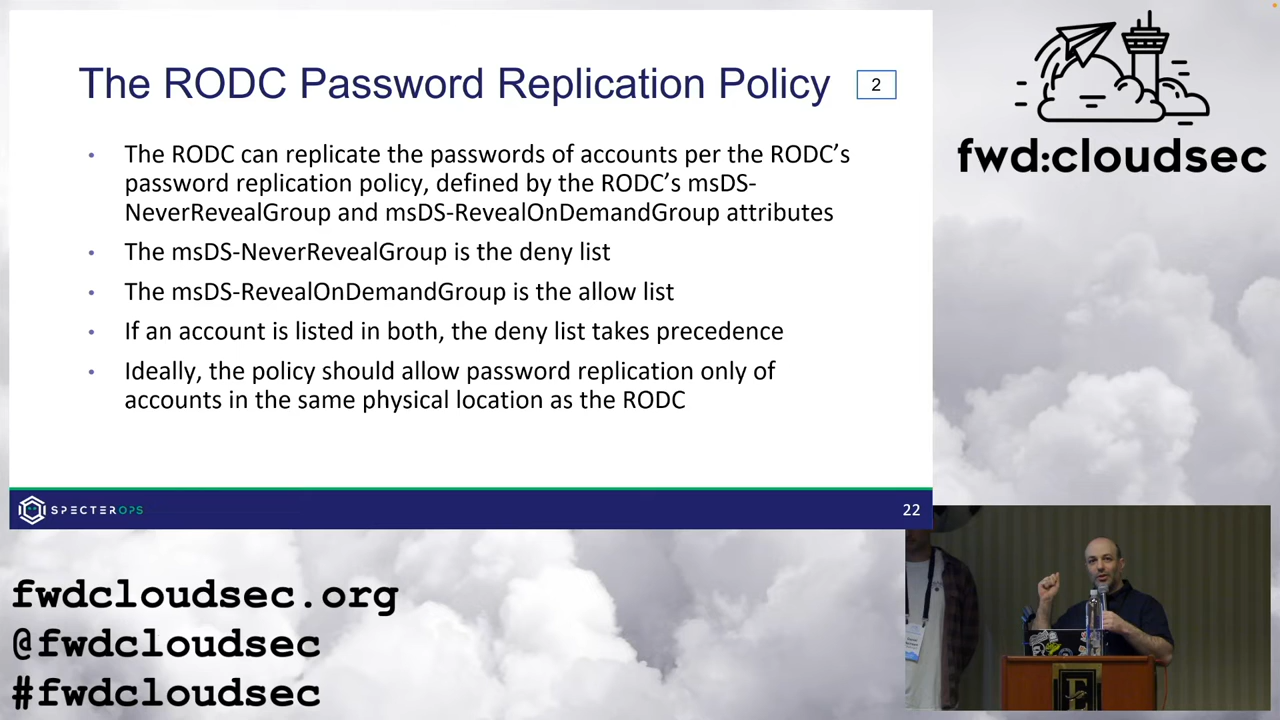 The RODC Password Replication Policy
2
• The RODC can replicate the passwords of accounts per the RODC’s
password replication policy, defined by the RODC’s msDS-
NeverRevealGroup and msDS-RevealOnDemandGroup attributes
• The msDS-NeverRevealGroup is the deny list
• The msDS-RevealOnDemandGroup is the allow list
• If an account is listed in both, the deny list takes precedence
• Ideally, the policy should allow password replication only of
accounts in the same physical location as the RODC
SPECTEROPS
22
fwd:cloudsec
fwdcloudsec.org
@fwdcloudsec
#fwdcloudsec
E